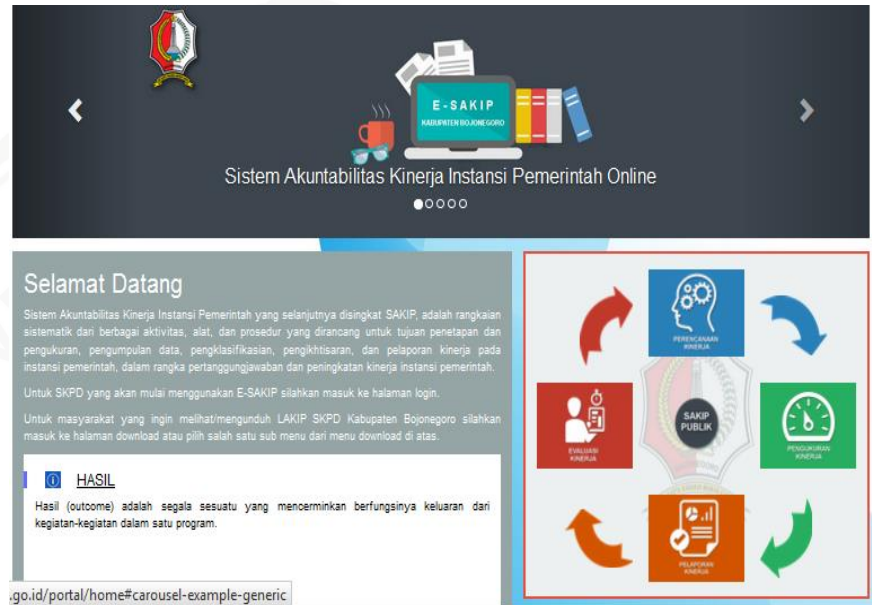 E-SAKIP
KABUPATEN BOJONEGORO
Sistem Akuntabilitas Kinerja Instansi Pemerintah Online
Selamat Datang
Sistem Akuntabilitas Kinerja Instansi Pemerintah yang selanjutnya disingkat SAKIP, adalah rangkaian
sistematik dari berbagai aktivitas, alat, dan prosedur yang dirancang untuk tujuan penetapan dan
pengukuran, pengumpulan data, pengklasifikasian, pengikhtisaran, dan pelaporan kinerja pada
instansi pemerintah, dalam rangka pertanggungjawaban dan peningkatan kinerja instansi pemerintah.
Untuk SKPD yang akan mulai menggunakan E-SAKIP silahkan masuk ke halaman login.
Untuk masyarakat yang ingin melihat/mengunduh LAKIP SKPD Kabupaten Bojonegoro silahkan
masuk ke halaman download atau pilih salah satu sub menu dari menu download di atas.
HASIL
Hasil (outcome) adalah segala sesuatu yang mencerminkan berfungsinya keluaran dari
kegiatan-kegiatan dalam satu program.
.go.id/portal/home#carousel-example-generic
PERENCANAAN
KINERJA
EVALUASI
KINERJA
SAKIP
PUBLIK
PENGUKURAN
KINERJA
PELAPORAN
KINERJA